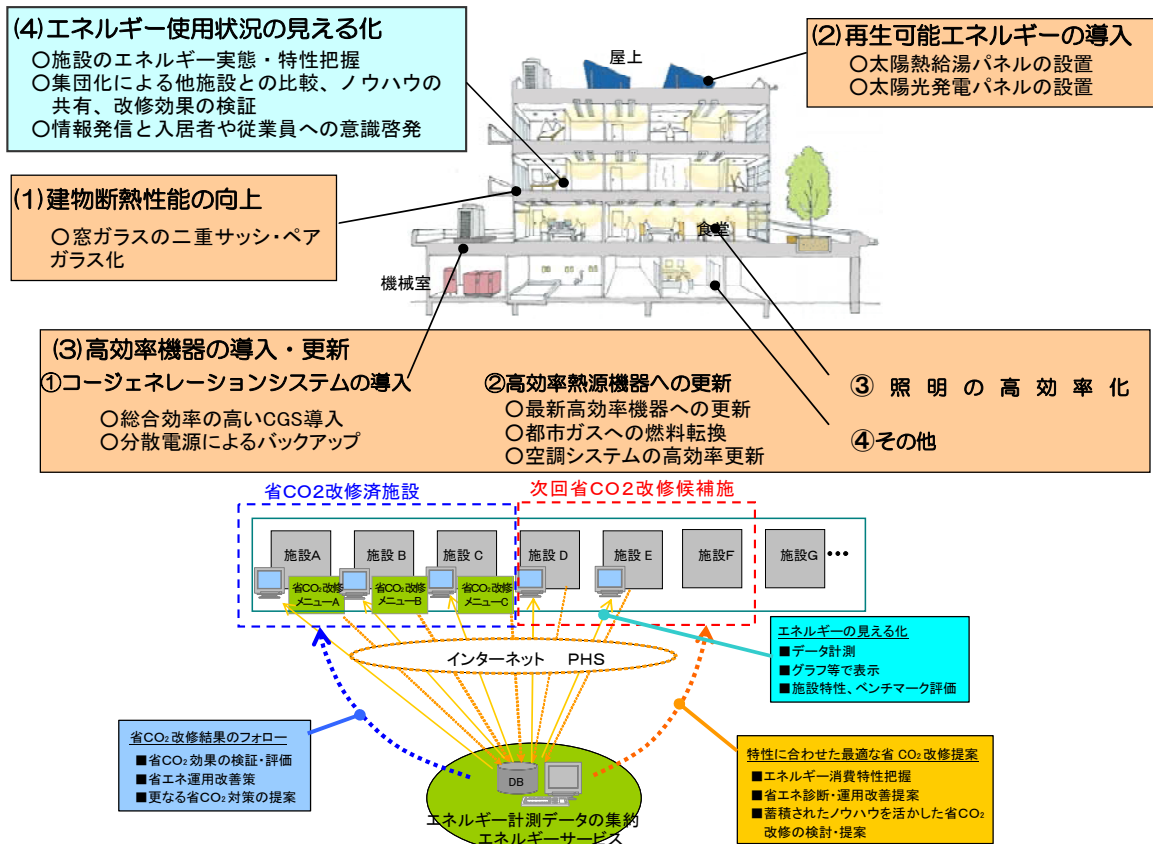 (4)エネルギー使用状況の見える化
〇施設のエネルギー実態・特性把握
〇集団化による他施設との比較、ノウハウの
共有、改修効果の検証
〇情報発信と入居者や従業員への意識啓発
屋上
(2)再生可能エネルギーの導入
〇太陽熱給湯パネルの設置
〇太陽光発電パネルの設置
(1)建物断熱性能の向上
〇窓ガラスの二重サッシ・ペア
ガラス化
食堂
機械室
(3)高効率機器の導入・更新
①コージェネレーションシステムの導入
〇総合効率の高いCGS導入
〇分散電源によるバックアップ
②高効率熱源機器への更新
〇最新高効率機器への更新
〇都市ガスへの燃料転換
〇空調システムの高効率更新
③照明の高効率化
④その他
省CO2改修済施設
次回省CO2改修候補施
施設A
施設B
施設C
施設D
施設E
施設F
施設G
•••
省CO₂改修
メニューA
省CO₂改修
メニューB
省CO₂改修
メニューC
インターネット PHS
エネルギーの見える化
■データ計測
■グラフ等で表示
■施設特性、ベンチマーク評価
省CO₂改修結果のフォロー
■省CO₂効果の検証・評価
■省エネ運用改善策
■更なる省CO₂対策の提案
DB
エネルギー計測データの集約
エネルギーサービス
特性に合わせた最適な省CO₂改修提案
■エネルギー消費特性把握
■省エネ診断・運用改善提案
■蓄積されたノウハウを活かした省CO₂
改修の検討・提案